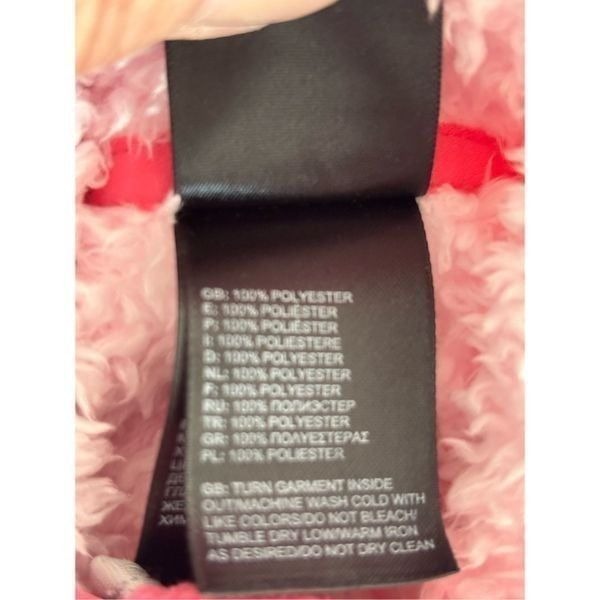 GB: 100% POLYESTER
E: 100% POLIÉSTER
P: 100% POLIÉSTER
I: 100% POLIESTERE
D: 100% POLYESTER
NL: 100% POLYESTER
F: 100% POLYESTER
RU: 100% ПОЛИЭСТЕР
TR: 100% POLYESTER
GR: 100% ΠΟΛΥΕΣΤΕΡΑΣ
PL: 100% POLIESTER
GB: TURN GARMENT INSIDE
OUT/MACHINE WASH COLD WITH
LIKE COLORS/DO NOT BLEACH/
TUMBLE DRY LOW/WARM IRON
AS DESIRED/DO NOT DRY CLEAN